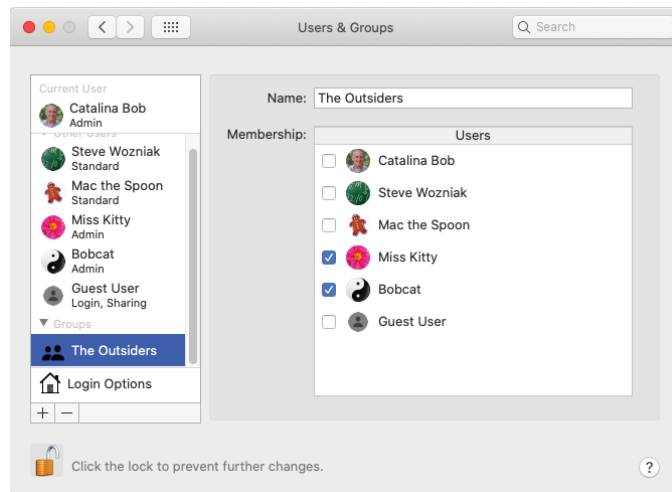 Users & Groups
Search
Current User
Catalina Bob
Admin
Other Users
Steve Wozniak
Standard
Mac the Spoon
Standard
Miss Kitty
Admin
Bobcat
Admin
Guest User
Login, Sharing
Groups
The Outsiders
Login Options
Name: The Outsiders
Membership: Users
Catalina Bob
Steve Wozniak
Mac the Spoon
Miss Kitty
Bobcat
Guest User
Click the lock to prevent further changes.
?